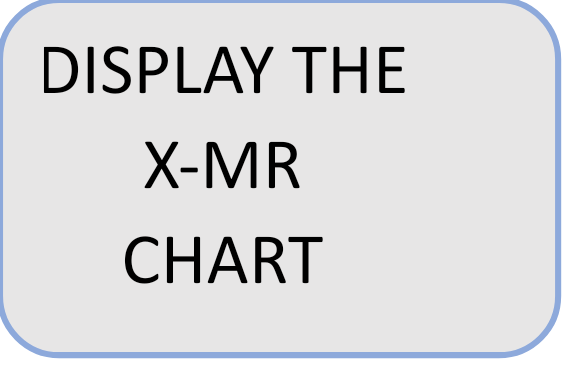 DISPLAY THE
X-MR
CHART